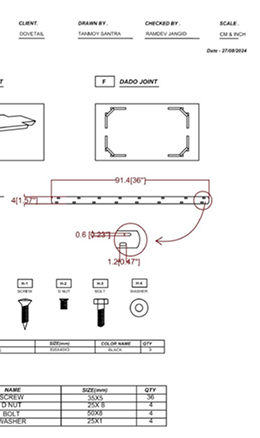 CLIENT. DRAWN BY . CHECKED BY . SCALE .
DOVETAIL TANMOY SANTRA RAMDEV JANGID CM & INCH
Date - 27/08/2024
T F DADO JOINT
91.4[36"]
4[1.57"]
0.6 [0.23"]
1.2[0.47"]
H-1 H-2 H-3 H-4
SCREW D NUT BOLT WASHER
SIZE(mm) COLOR NAME QTY
BLACK 3
NAME SIZE(mm) QTY
SCREW 35X5 36
D NUT 25X 8 4
BOLT 50X8 4
WASHER 25X1 4